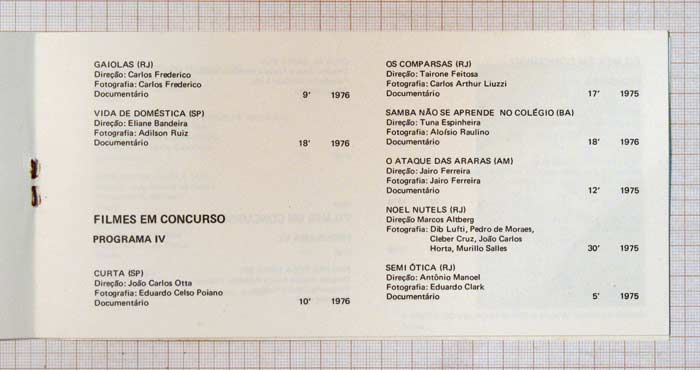 GAIOLAS (RJ)
Direção: Carlos Frederico
Fotografia: Carlos Frederico
Documentário 9' 1976
VIDA DE DOMÉSTICA (SP)
Direção: Eliane Bandeira
Fotografia: Adilson Ruiz
Documentário 18' 1976
FILMES EM CONCURSO
PROGRAMA IV
CURTA (SP)
Direção: João Carlos Otta
Fotografia: Eduardo Celso Poiano
Documentário 10' 1976
OS COMPARSAS (RJ)
Direção: Tairone Feitosa
Fotografia: Carlos Arthur Liuzzi
Documentário 17' 1975
SAMBA NÃO SE APRENDE NO COLÉGIO (BA)
Direção: Tuna Espinheira
Fotografia: Aloísio Raulino
Documentário 18' 1976
O ATAQUE DAS ARARAS (AM)
Direção: Jairo Ferreira
Fotografia: Jairo Ferreira
Documentário 12' 1975
NOEL NUTELS (RJ)
Direção Marcos Altberg
Fotografia: Dib Lufti, Pedro de Moraes,
Cleber Cruz, João Carlos
Horta, Murillo Salles 30' 1975
SEMI ÓTICA (RJ)
Direção: Antônio Manoel
Fotografia: Eduardo Clark
Documentário 5' 1975